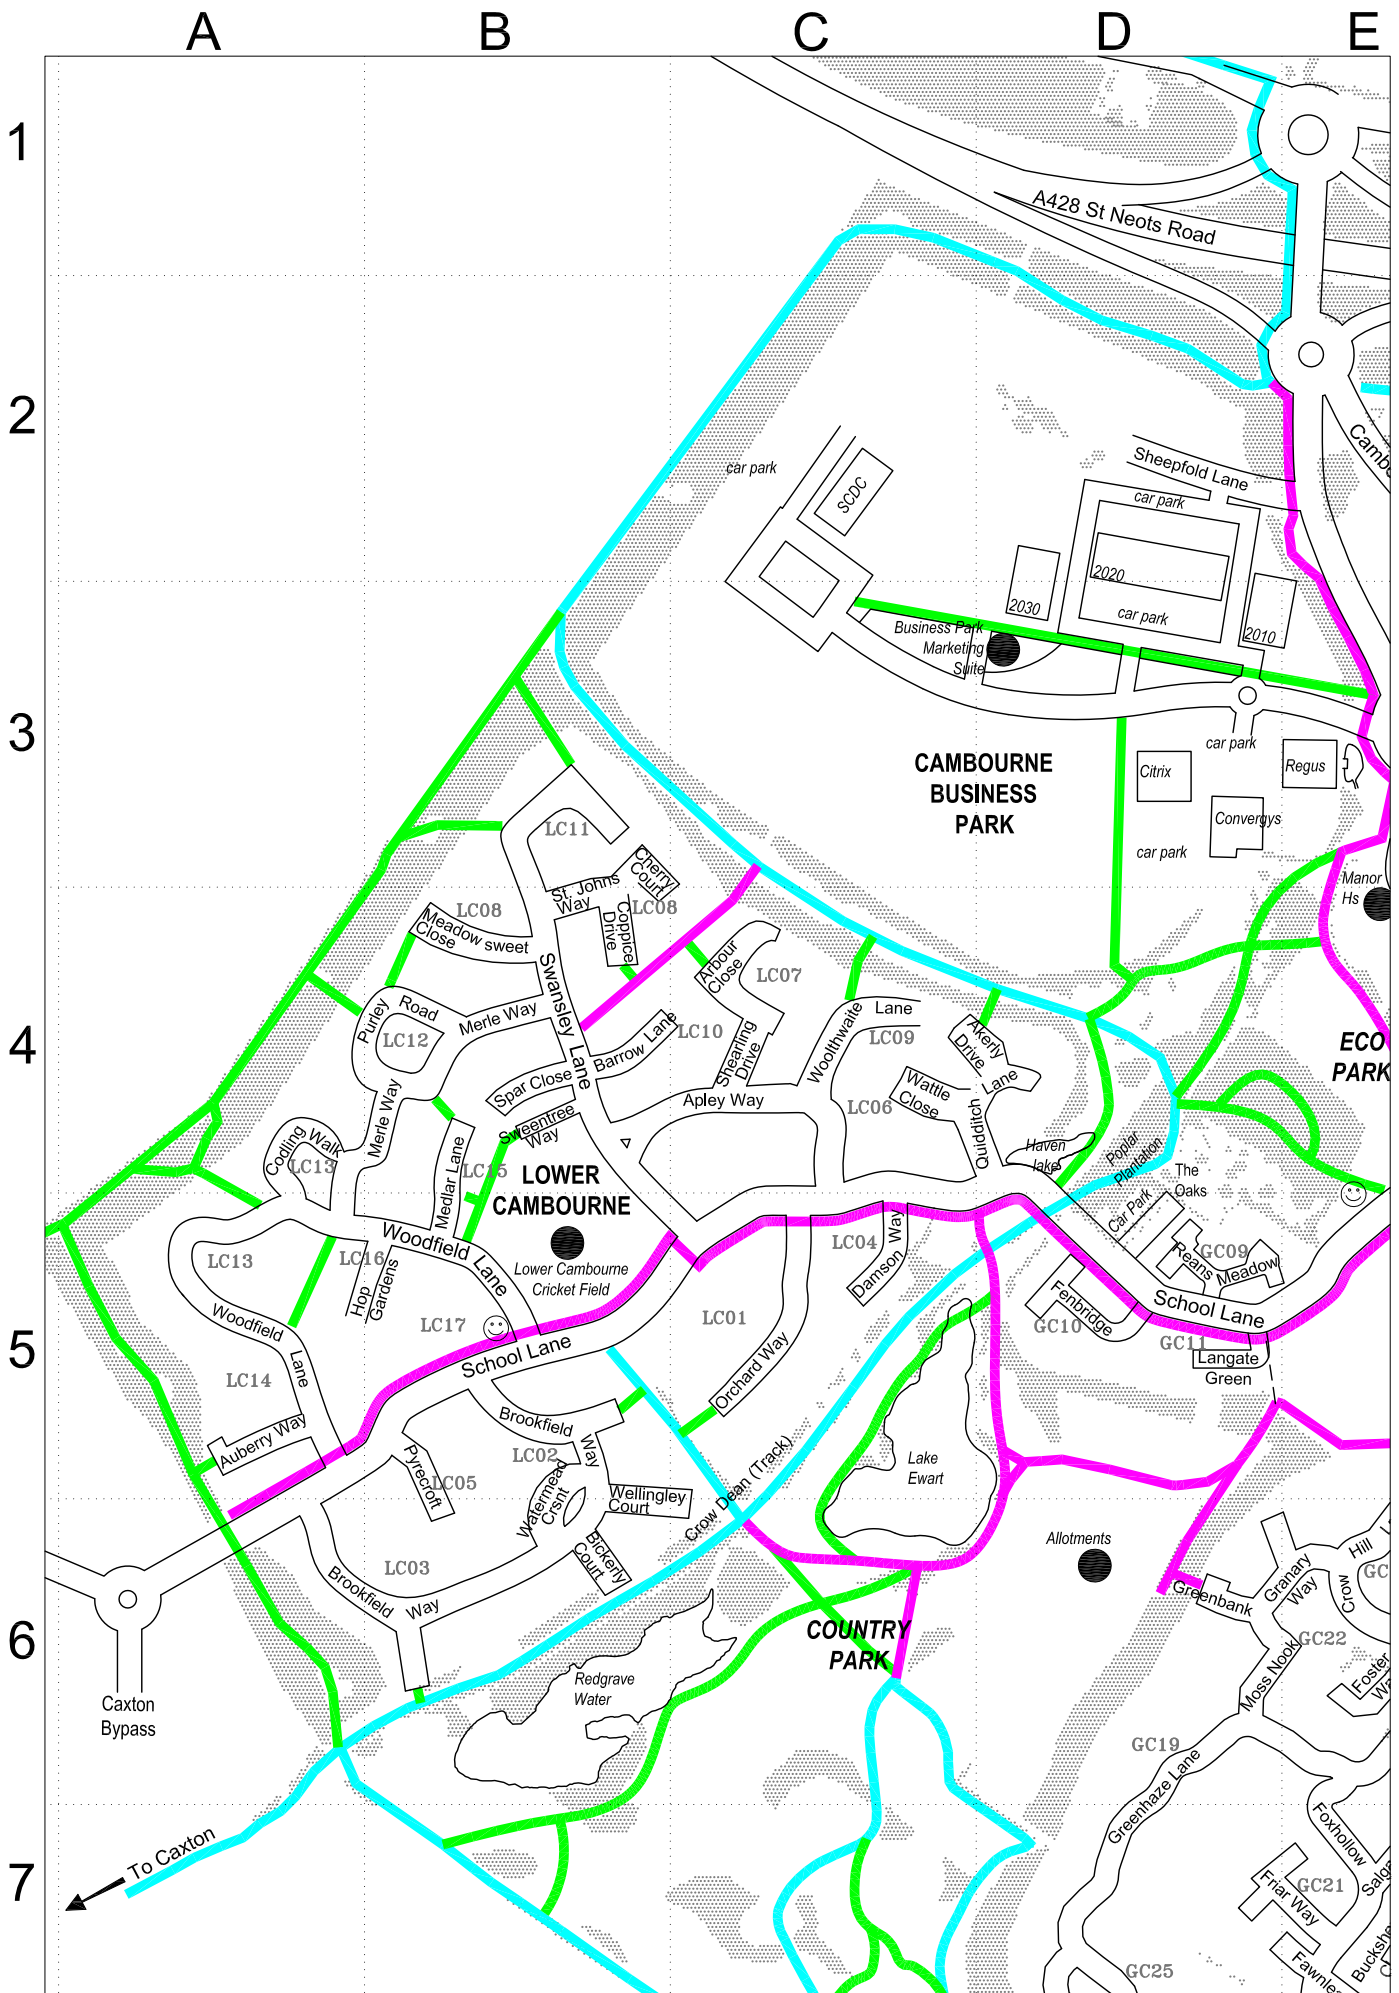 A
B
C
D
E
1
2
3
4
5
6
7
A428 St Neots Road
car park
SCDC
Sheepfold Lane
car park
2020
2030
car park
2010
Business Park
Marketing
Suite
CAMBOURNE
BUSINESS
PARK
car park
Citrix
Regus
Convergys
car park
Manor
Hs
ECO
PARK
LC11
Cherry
Court
St. Johns
Way
LC08
LC08
Coppice
Drive
Meadow sweet
Close
Swansley Lane
Arbour
Close
LC07
Purley
Road
Merle Way
LC12
Barrow Lane
LC10
Shearling
Drive
Woolthwaite
Lane
LC09
Akerly
Drive
Spar Close
Apley Way
Wattle
Close
Lane
LC06
Quidditch
Sweentree
Way
Merle Way
Codling
Walk
LC13
Medlar Lane
LC15
LOWER
CAMBOURNE
Haven
lake
Poplar
Plantation
The
Oaks
Car Park
LC13
LC16
Woodfield Lane
Hop
Gardens
Lower Cambourne
Cricket Field
LC04
Damson Way
GC09
Reans
Meadow
Woodfield
Lane
LC17
School Lane
LC01
Orchard Way
GC10
Fenbridge
School Lane
GC11
Langate
Green
LC14
Auberry Way
Brookfield
Way
LC02
Pyrecroft
LC05
Watermead
Crsnt
Wellingley
Court
Crow Dean (Track)
Lake
Ewart
Allotments
Bickerly
Court
LC03
Brookfield
Way
COUNTRY
PARK
Greenbank
Granary
Way
Hill
Crow
GC
GC22
Moss Nook
Foster
Caxton
Bypass
Redgrave
Water
GC19
Greenhaze Lane
Foxhollow
To Caxton
Friar Way
GC21
GC25